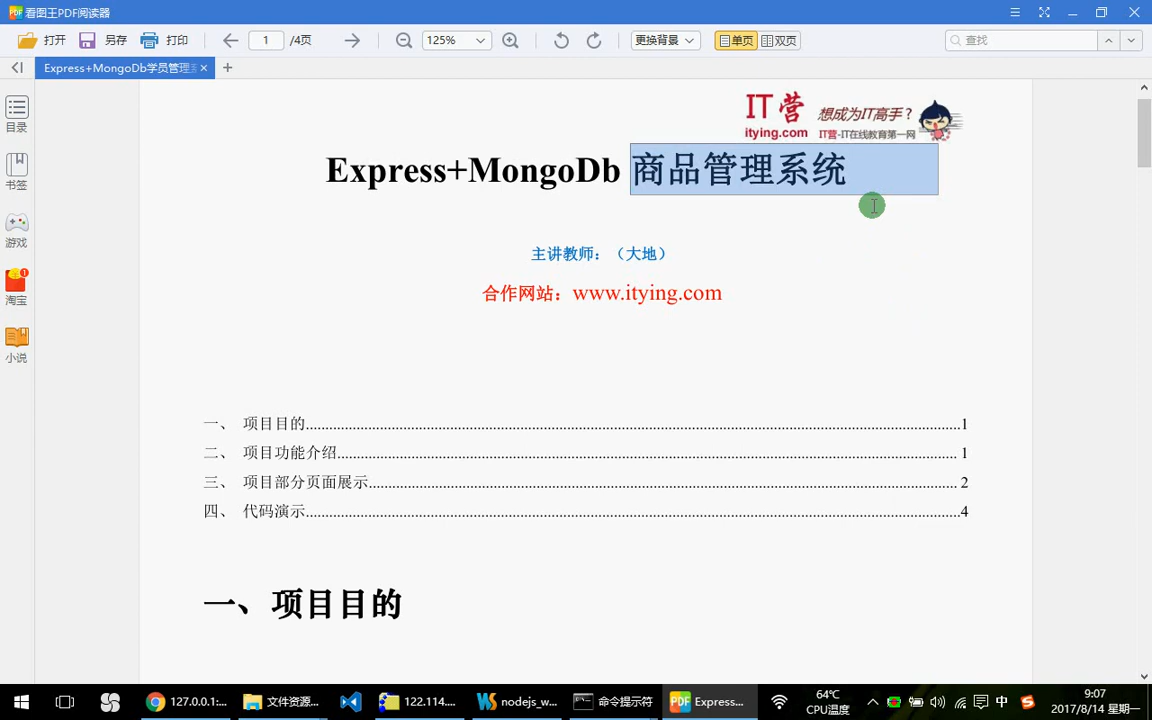 看图王PDF阅读器
打开 另存 打印 1 /4页 125% 更换背景 单页 双页 查找
Express+MongoDb学员管理
目录
书签
游戏
1
淘宝
小说
IT营 想成为IT高手？
itying.com IT营-IT在线教育第一网
Express+MongoDb 商品管理系统
主讲教师：（大地）
合作网站：www.itying.com
一、 项目目的........1
二、 项目功能介绍........1
三、 项目部分页面展示........2
四、 代码演示........4
一、项目目的
127.0.0.1:... 文件资源... 122.114.... nodejs_w... 命令提示符 Express... 64℃ CPU温度 中 9:07 2017/8/14 星期一